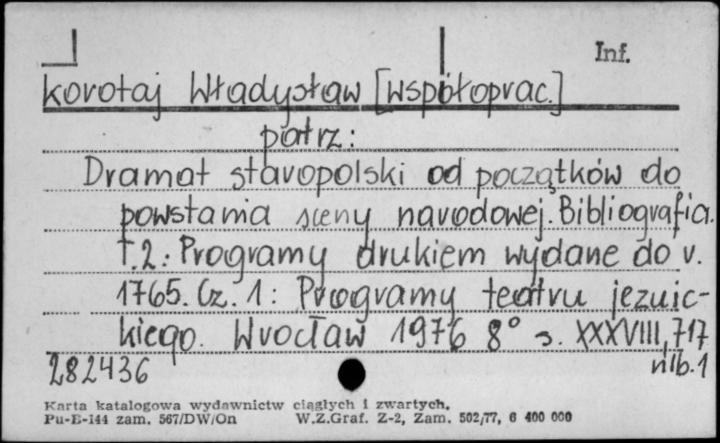 Inf.
Korotaj Władysław [współoprac.]
patrz:
Dramat staropolski od początków do
powstania sceny narodowej. Bibliografia.
T.2: Programy drukiem wydane do r.
1765. Cz. 1: Programy teatru jezuic-
kiego. Wrocław 1976 8° s. XXXVIII, 717
282436 nlb. 1
Karta katalogowa wydawnictw ciągłych i zwartych.
Pu-E-144 zam. 567/DW/On W.Z.Graf. Z-2, Zam. 502/77, 6 400 000